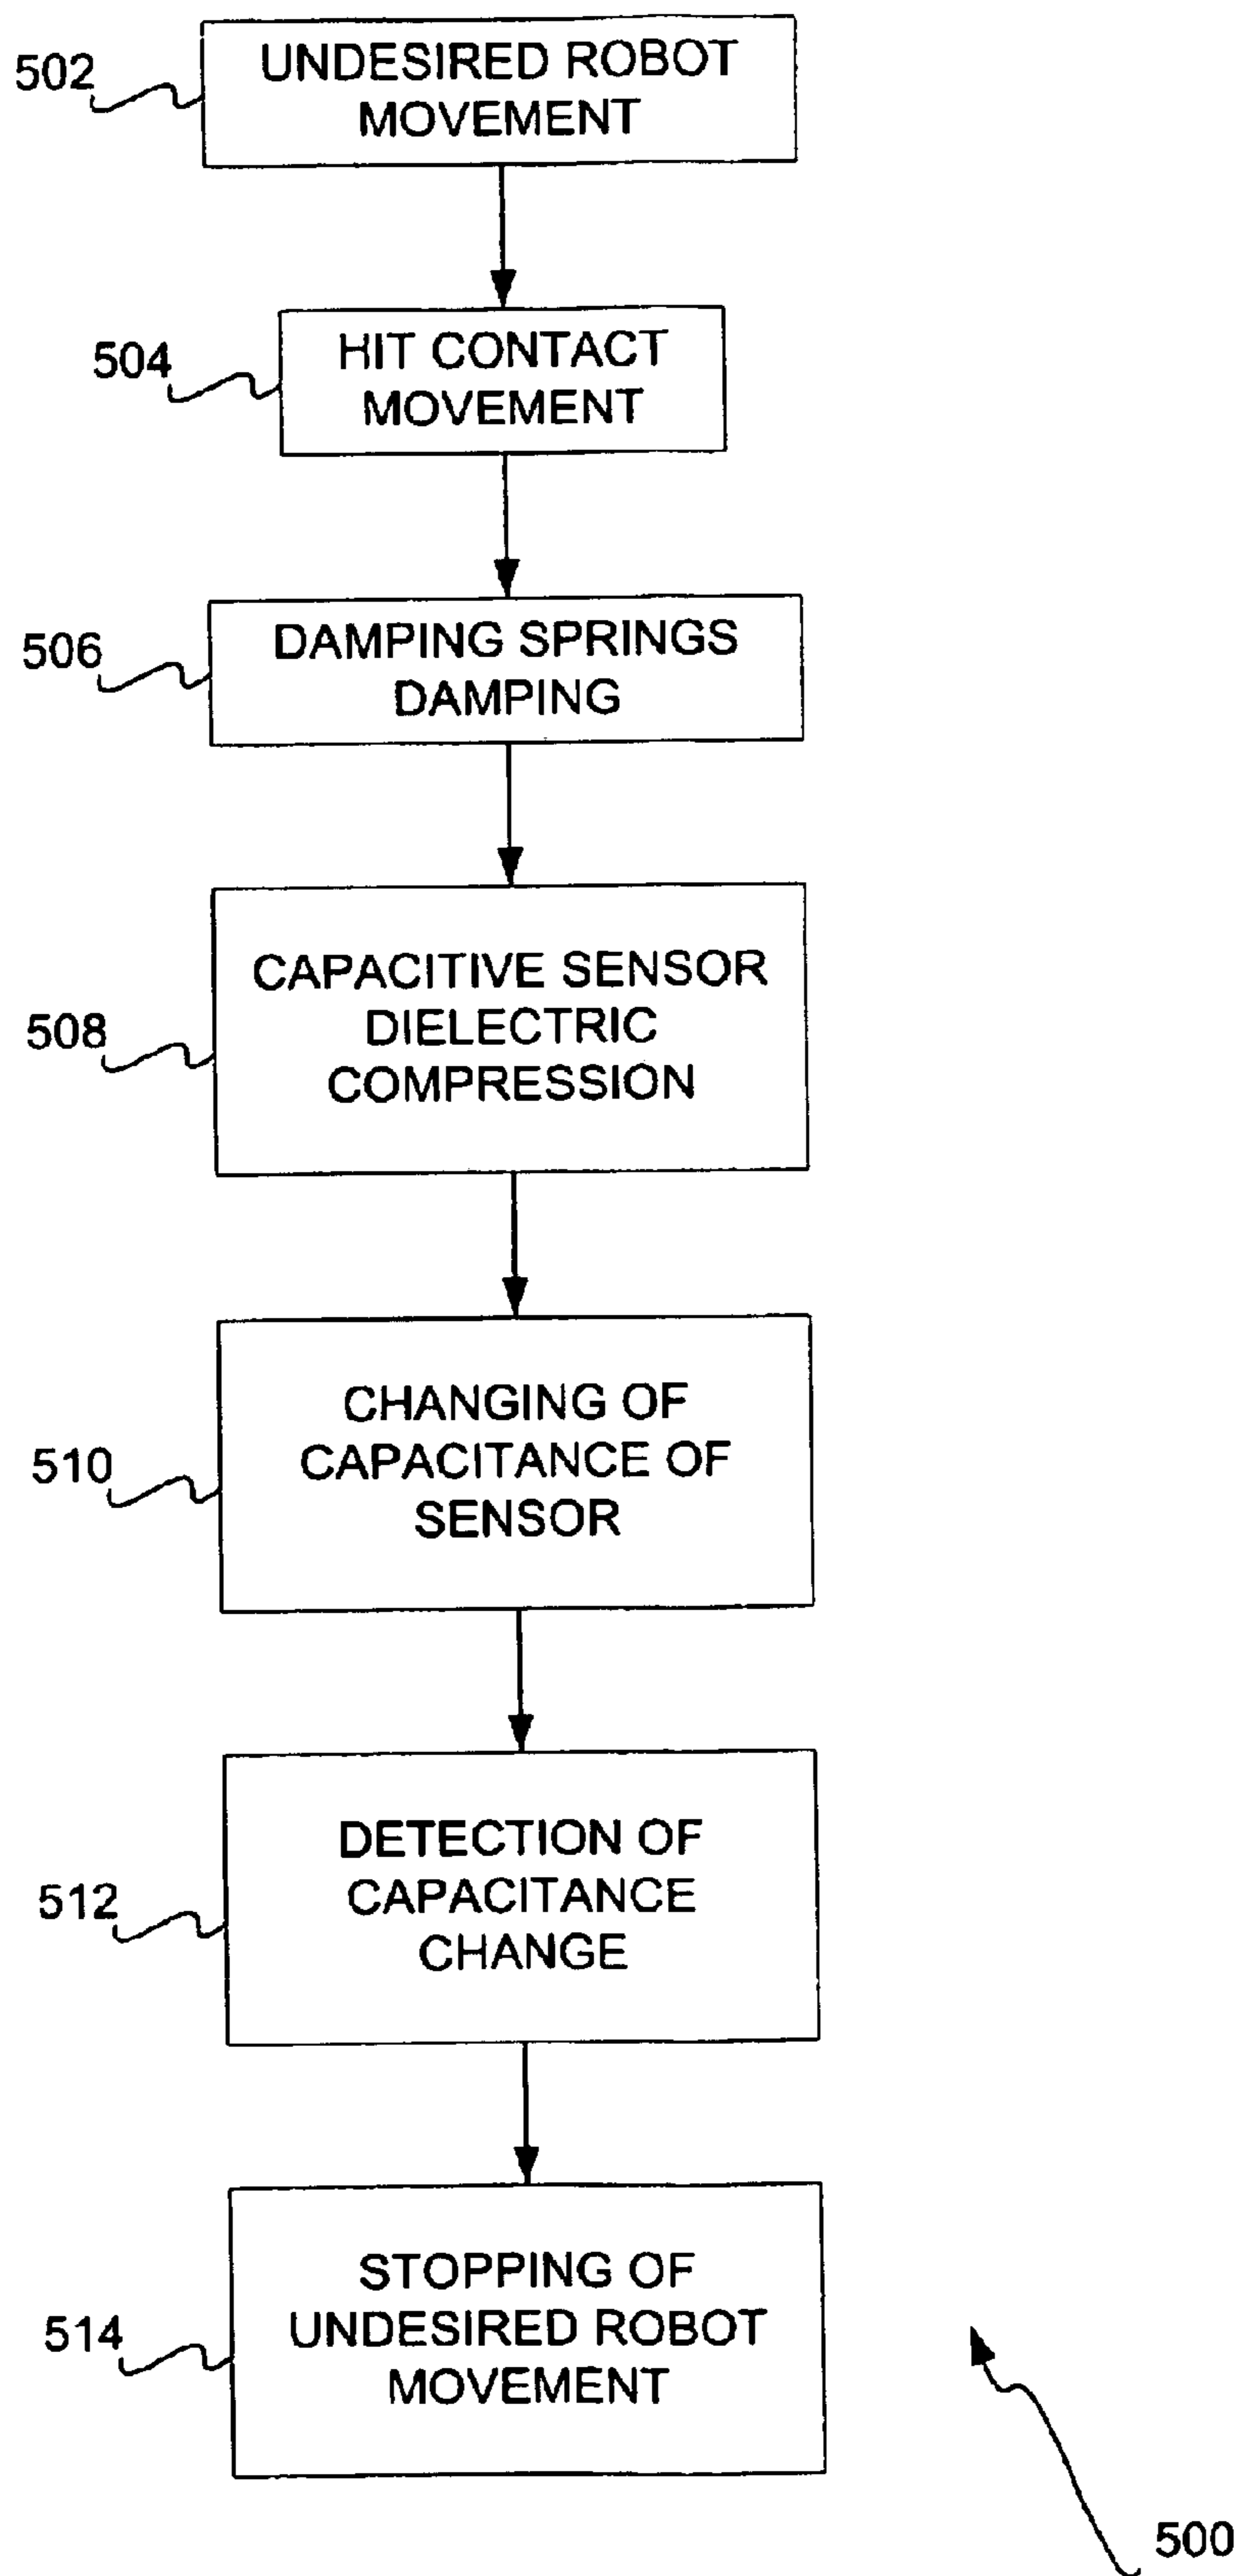 502
UNDESIRED ROBOT
MOVEMENT
504
HIT CONTACT
MOVEMENT
506
DAMPING SPRINGS
DAMPING
508
CAPACITIVE SENSOR
DIELECTRIC
COMPRESSION
510
CHANGING OF
CAPACITANCE OF
SENSOR
512
DETECTION OF
CAPACITANCE
CHANGE
514
STOPPING OF
UNDESIRED ROBOT
MOVEMENT
500